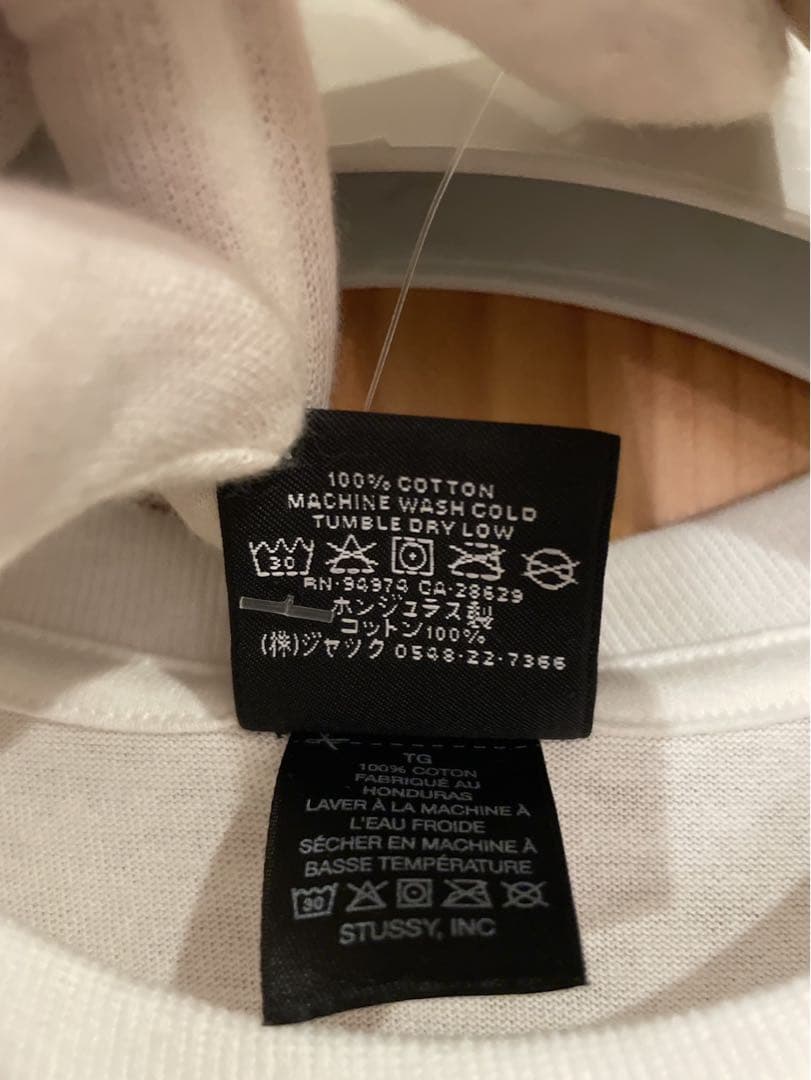 100% COTTON
MACHINE WASH COLD
TUMBLE DRY LOW
30
RN·94974 CA·28629
ホンジュラス製
コットン100%
(株)ジャック 0548·22·7366
TG
100% COTON
FABRIQUÉ AU
HONDURAS
LAVER À LA MACHINE À
L'EAU FROIDE
SÉCHER EN MACHINE À
BASSE TEMPÉRATURE
30
STUSSY, INC